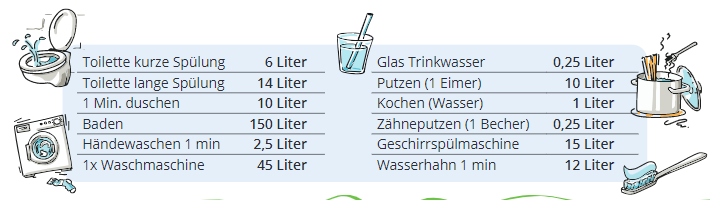 Toilette kurze Spülung 6 Liter
Toilette lange Spülung 14 Liter
1 Min. duschen 10 Liter
Baden 150 Liter
Händewaschen 1 min 2,5 Liter
1x Waschmaschine 45 Liter
Glas Trinkwasser 0,25 Liter
Putzen (1 Eimer) 10 Liter
Kochen (Wasser) 1 Liter
Zähneputzen (1 Becher) 0,25 Liter
Geschirrspülmaschine 15 Liter
Wasserhahn 1 min 12 Liter